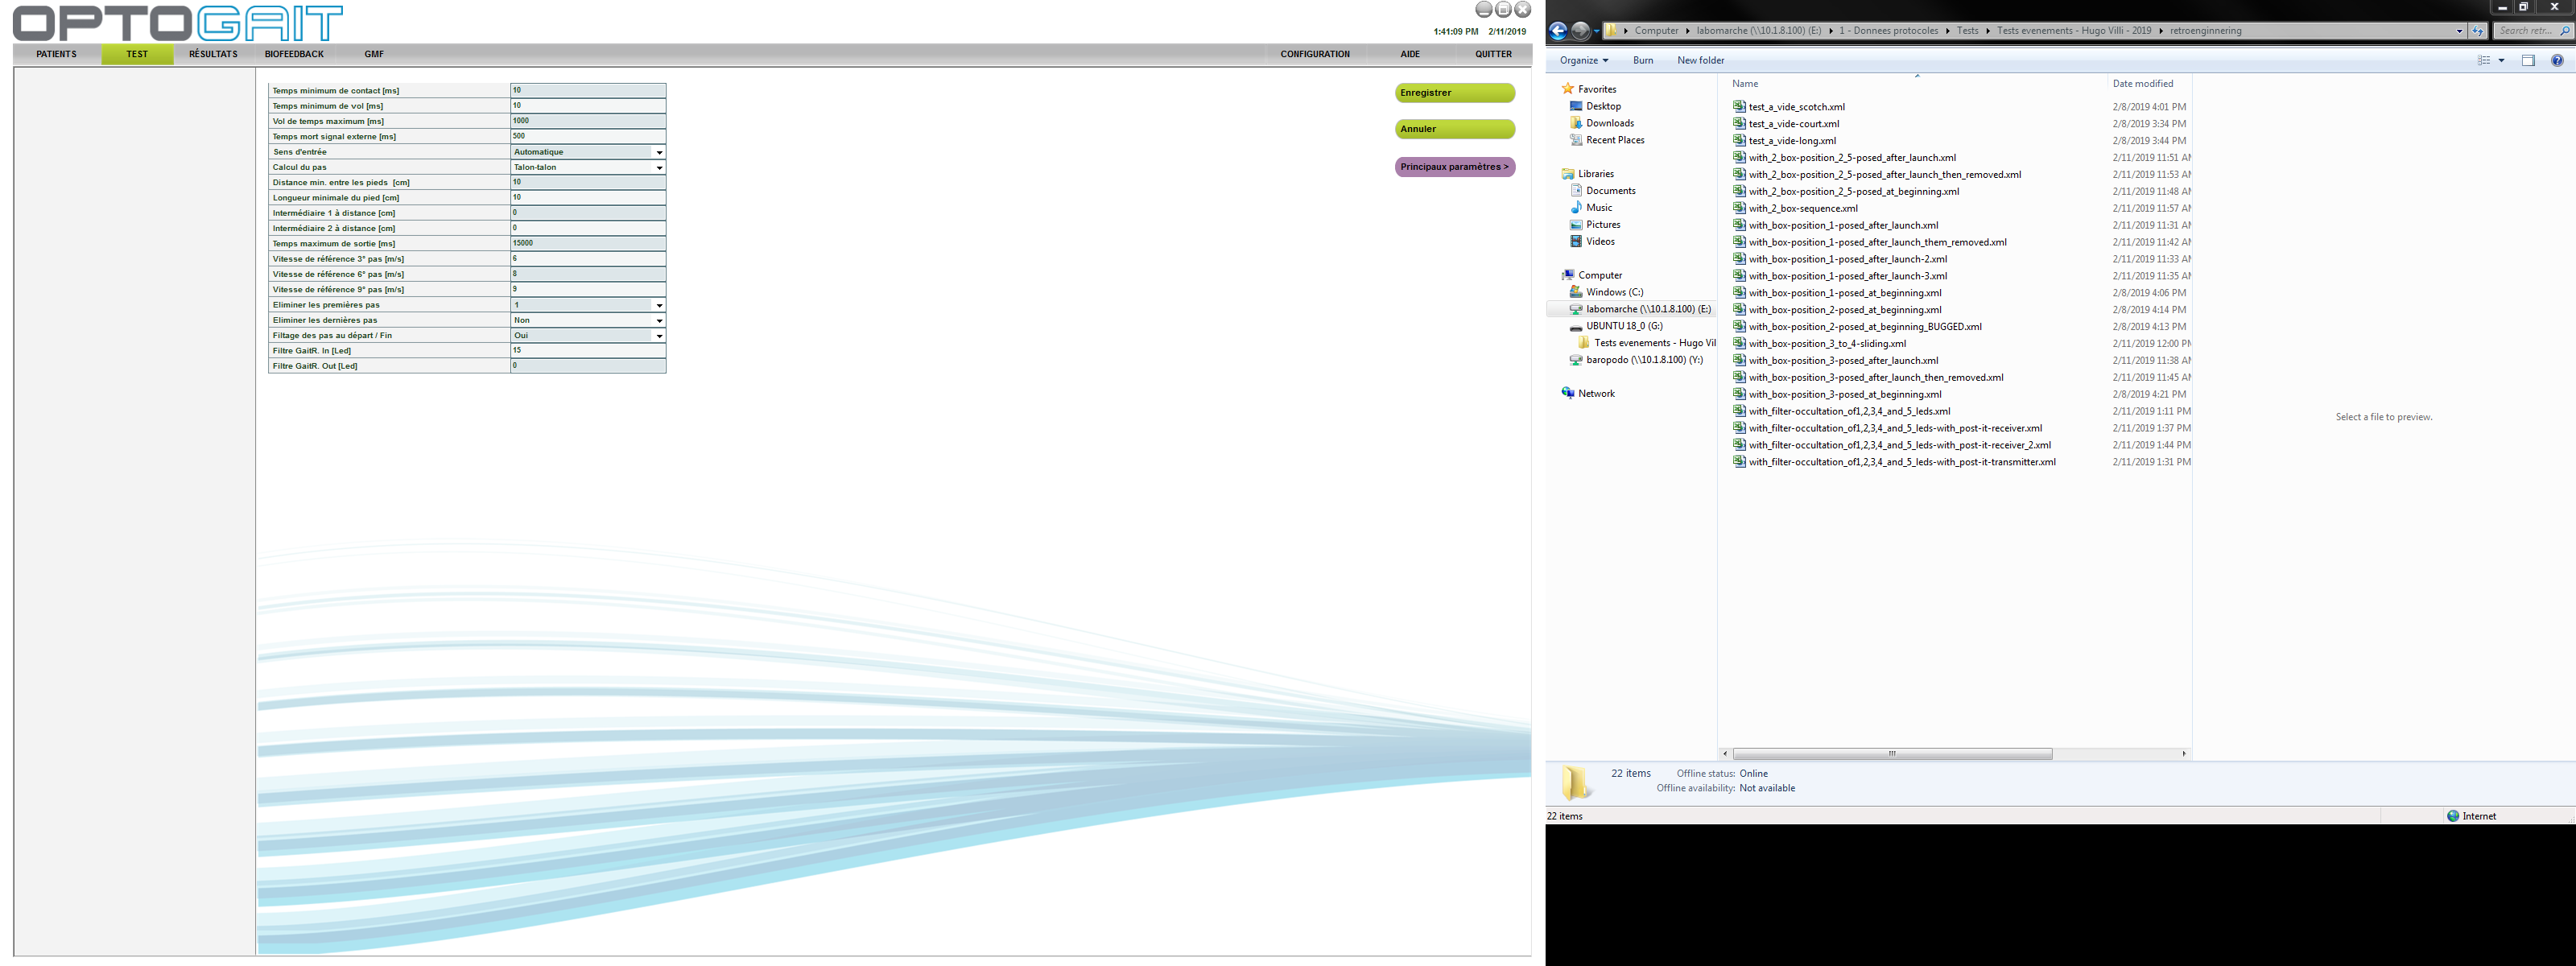 OPTOGAIT
1:41:09 PM 2/11/2019
PATIENTS TEST RÉSULTATS BIOFEEDBACK GMF CONFIGURATION AIDE QUITTER
Temps minimum de contact [ms] 10
Temps minimum de vol [ms] 10
Vol de temps maximum [ms] 1000
Temps mort signal externe [ms] 500
Sens d'entrée Automatique
Calcul du pas Talon-talon
Distance min. entre les pieds [cm] 10
Longueur minimale du pied [cm] 10
Intermédiaire 1 à distance [cm] 0
Intermédiaire 2 à distance [cm] 0
Temps maximum de sortie [ms] 15000
Vitesse de référence 3° pas [m/s] 6
Vitesse de référence 6° pas [m/s] 8
Vitesse de référence 9° pas [m/s] 9
Eliminer les premières pas 1
Eliminer les dernières pas Non
Filtage des pas au départ / Fin Oui
Filtre GaitR. In [Led] 15
Filtre GaitR. Out [Led] 0
Enregistrer
Annuler
Principaux paramètres >
Computer labomarche (\\10.1.8.100) (E:) 1 - Donnees protocoles Tests Tests evenements - Hugo Villi - 2019 retroenginnering
Search retr...
Organize Burn New folder
Favorites
Desktop
Downloads
Recent Places
Libraries
Documents
Music
Pictures
Videos
Computer
Windows (C:)
labomarche (\\10.1.8.100) (E:)
UBUNTU 18_0 (G:)
Tests evenements - Hugo Vil
baropodo (\\10.1.8.100) (Y:)
Network
Name Date modified
test_a_vide_scotch.xml 2/8/2019 4:01 PM
test_a_vide-court.xml 2/8/2019 3:34 PM
test_a_vide-long.xml 2/8/2019 3:44 PM
with_2_box-position_2_5-posed_after_launch.xml 2/11/2019 11:51 AM
with_2_box-position_2_5-posed_after_launch_then_removed.xml 2/11/2019 11:53 AM
with_2_box-position_2_5-posed_at_beginning.xml 2/11/2019 11:48 AM
with_2_box-sequence.xml 2/11/2019 11:57 AM
with_box-position_1-posed_after_launch.xml 2/11/2019 11:31 AM
with_box-position_1-posed_after_launch_them_removed.xml 2/11/2019 11:42 AM
with_box-position_1-posed_after_launch-2.xml 2/11/2019 11:33 AM
with_box-position_1-posed_after_launch-3.xml 2/11/2019 11:35 AM
with_box-position_1-posed_at_beginning.xml 2/8/2019 4:06 PM
with_box-position_2-posed_at_beginning.xml 2/8/2019 4:14 PM
with_box-position_2-posed_at_beginning_BUGGED.xml 2/8/2019 4:13 PM
with_box-position_3_to_4-sliding.xml 2/11/2019 12:00 PM
with_box-position_3-posed_after_launch.xml 2/11/2019 11:38 AM
with_box-position_3-posed_after_launch_then_removed.xml 2/11/2019 11:45 AM
with_box-position_3-posed_at_beginning.xml 2/8/2019 4:21 PM
with_filter-occultation_of1,2,3,4_and_5_leds.xml 2/11/2019 1:11 PM
with_filter-occultation_of1,2,3,4_and_5_leds-with_post-it-receiver.xml 2/11/2019 1:37 PM
with_filter-occultation_of1,2,3,4_and_5_leds-with_post-it-receiver_2.xml 2/11/2019 1:44 PM
with_filter-occultation_of1,2,3,4_and_5_leds-with_post-it-transmitter.xml 2/11/2019 1:31 PM
Select a file to preview.
22 items Offline status: Online
Offline availability: Not available
22 items Internet